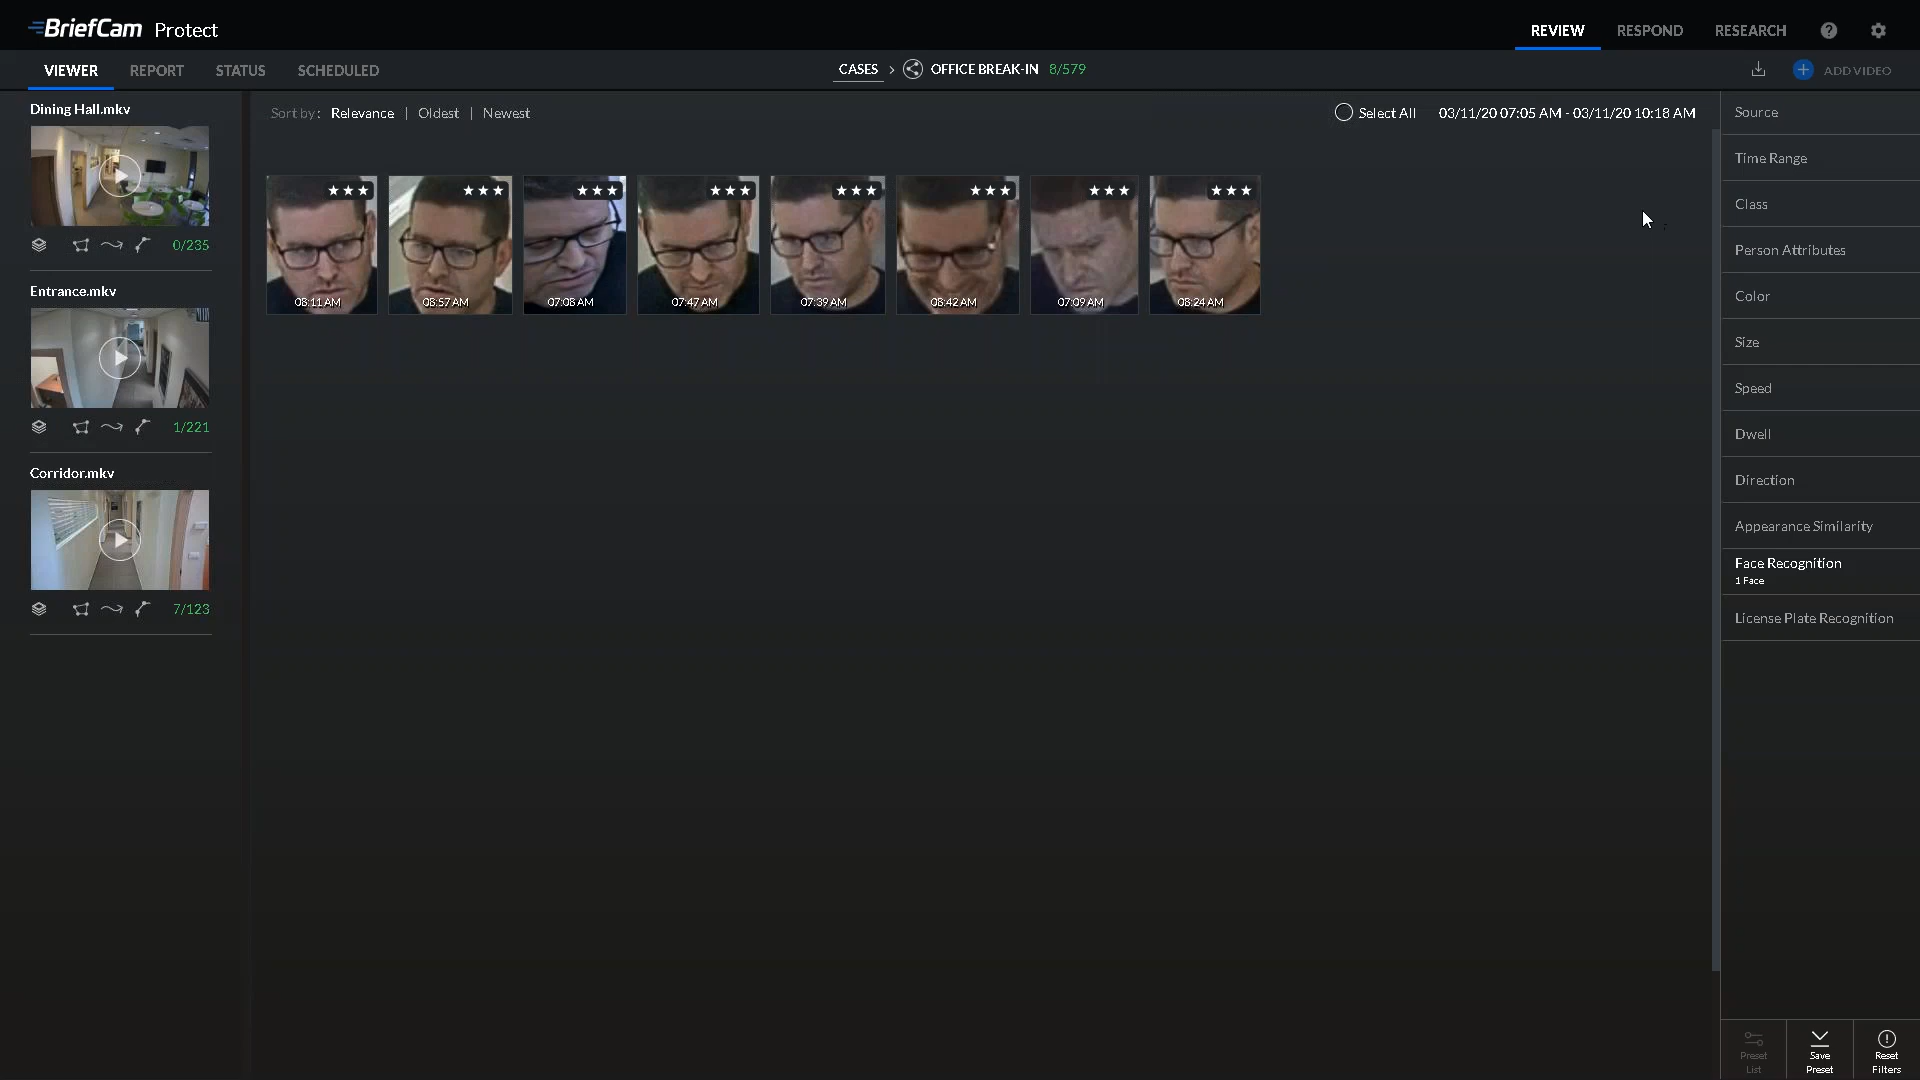 BriefCam Protect
REVIEW RESPOND RESEARCH
VIEWER REPORT STATUS SCHEDULED
CASES > OFFICE BREAK-IN 8/579
ADD VIDEO
Dining Hall.mkv
0/235
Entrance.mkv
1/221
Corridor.mkv
7/123
Sort by: Relevance | Oldest | Newest
Select All 03/11/20 07:05 AM - 03/11/20 10:18 AM
08:11 AM
08:57 AM
07:08 AM
07:47 AM
07:39 AM
08:42 AM
07:09 AM
08:24 AM
Source
Time Range
Class
Person Attributes
Color
Size
Speed
Dwell
Direction
Appearance Similarity
Face Recognition
1 Face
License Plate Recognition
Preset
List
Save
Preset
Reset
Filters